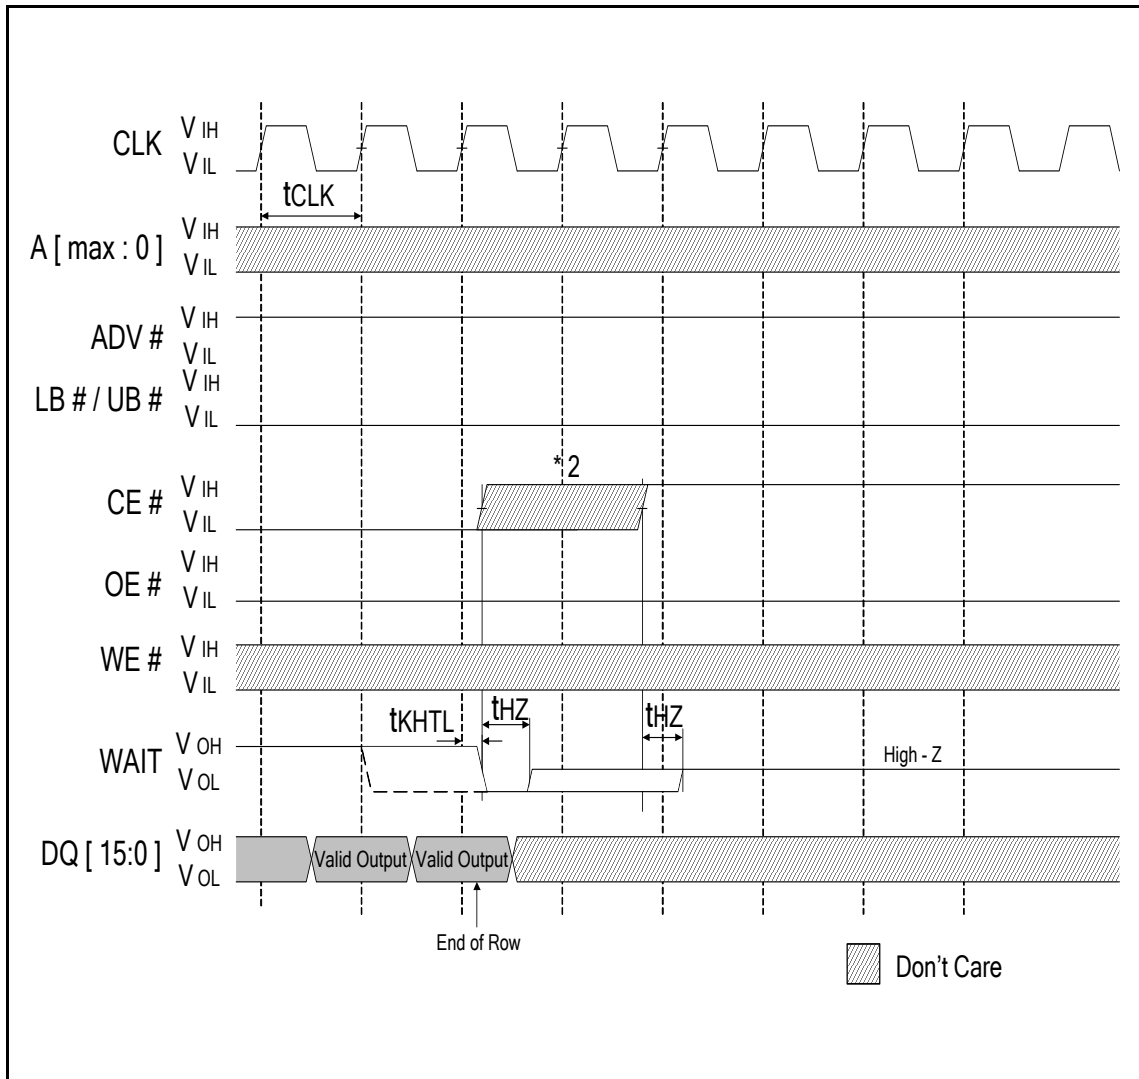 CLK
V IH
V IL
tCLK
A [ max : 0 ]
V IH
V IL
ADV #
V IH
V IL
LB # / UB #
V IH
V IL
* 2
CE #
V IH
V IL
OE #
V IH
V IL
WE #
V IH
V IL
tKHTL
tHZ
tHZ
WAIT
V OH
V OL
High - Z
DQ [ 15:0 ]
V OH
V OL
Valid Output
Valid Output
End of Row
Don't Care